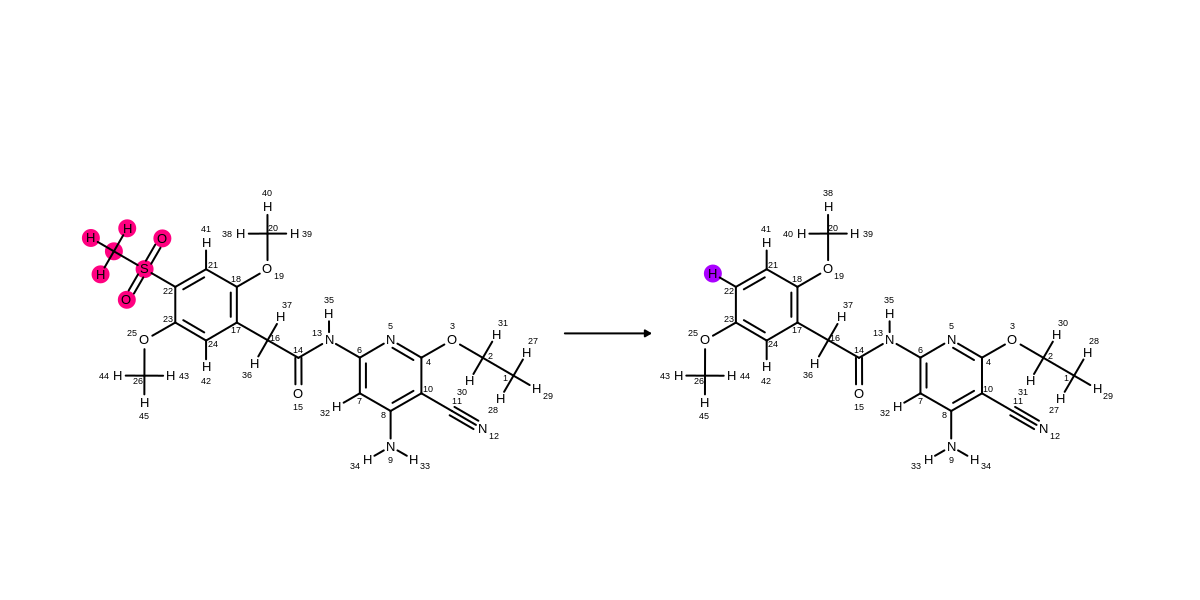 40 38
H H
41 20 41 20
H 38 H H 39 H 40 H H 39
H H O
C S 21 18 O 19 H 21 18 O 19
H O 22 22
23 17 37 35 23 17 37 35
25 O 24 H H 25 O 24 H H
16 13 N 14 6 5 N 4 3 O 31 H 27 H 16 13 N 14 6 5 N 4 3 O 30 H 28 H
H 36 H 2 1 H 36 H 2 1
44 H 26 H 43 42 O 15 32 H 7 8 10 11 H 30 H 28 H 29 43 H 26 H 44 42 O 15 32 H 7 8 10 11 H 31 H 27 H 29
H 45 N 12 H 45 N 12
34 H N 9 H 33 33 H N 9 H 34